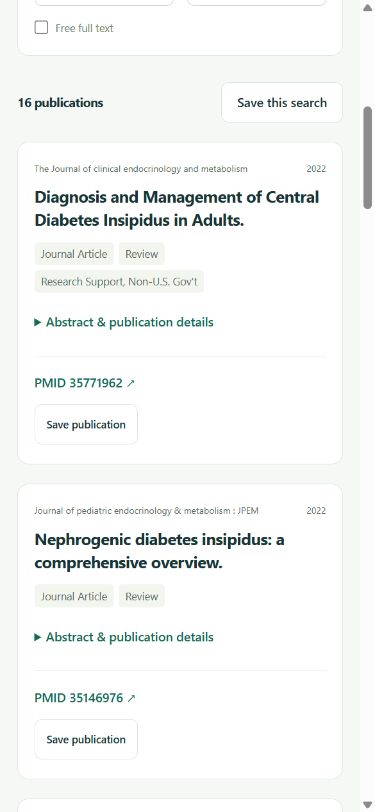 Free full text
16 publications
Save this search
The Journal of clinical endocrinology and metabolism
2022
Diagnosis and Management of Central
Diabetes Insipidus in Adults.
Journal Article
Review
Research Support, Non-U.S. Gov't
▶ Abstract & publication details
PMID 35771962 ↗
Save publication
Journal of pediatric endocrinology & metabolism : JPEM
2022
Nephrogenic diabetes insipidus: a
comprehensive overview.
Journal Article
Review
▶ Abstract & publication details
PMID 35146976 ↗
Save publication